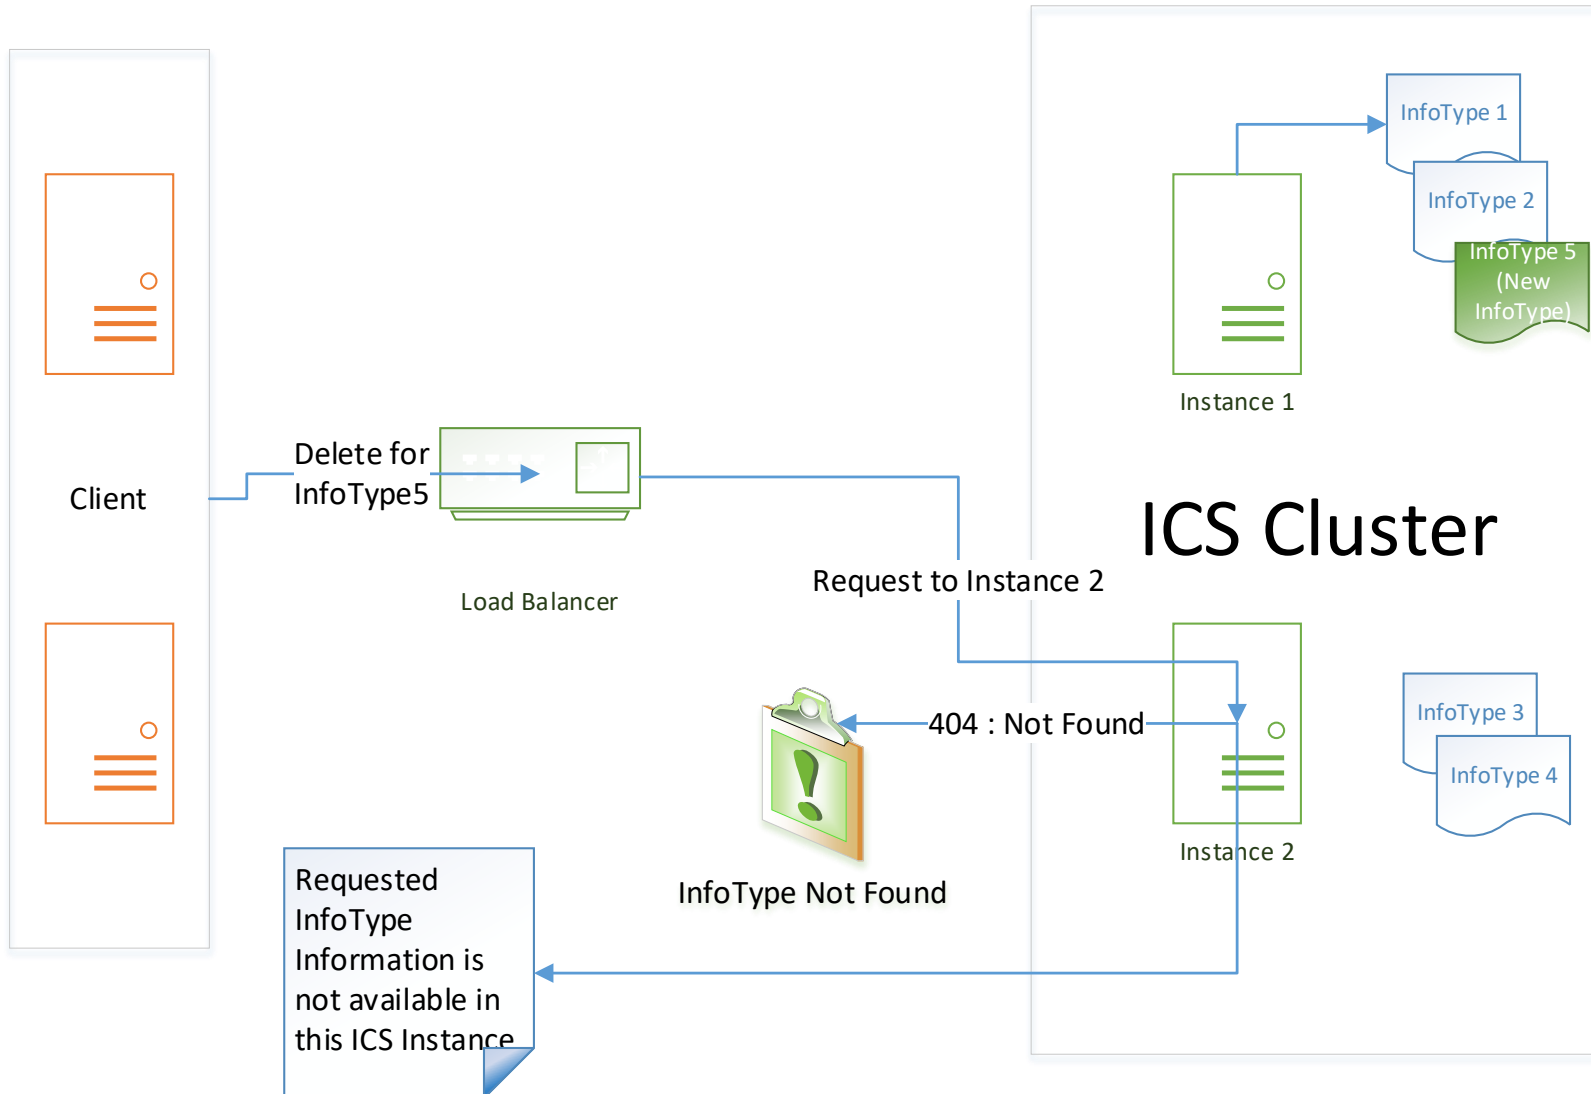 InfoType 1
InfoType 2
InfoType 5
(New
InfoType)
Instance 1
Delete for
InfoType5
Client
ICS Cluster
Load Balancer
Request to Instance 2
404 : Not Found
InfoType 3
InfoType 4
Instance 2
InfoType Not Found
Requested
InfoType
Information is
not available in
this ICS Instance